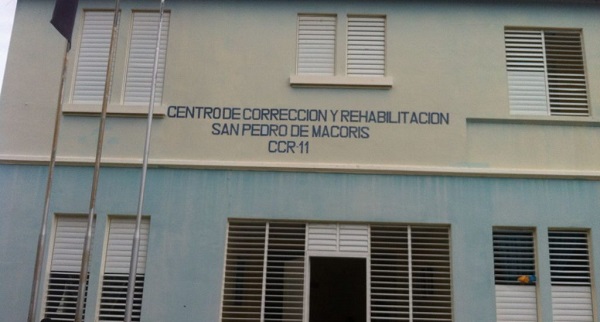 CENTRO DE CORRECCION Y REHABILITACION
SAN PEDRO DE MACORIS
CCR-11